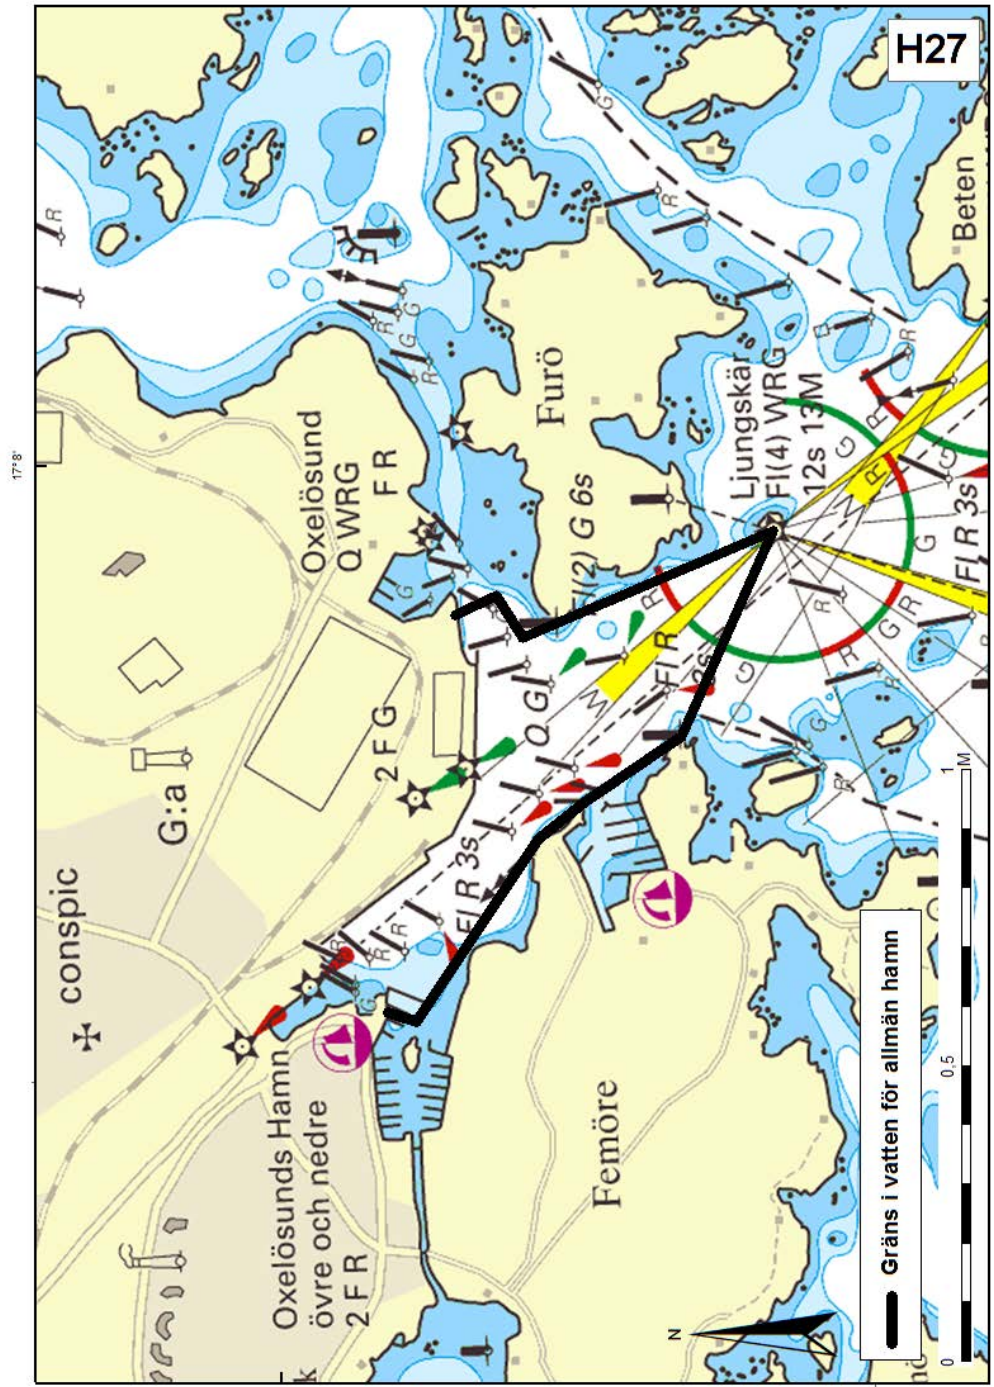 H27
17°8'
conspic
G:a
Oxelösund
Q WRG
F R
2 F G
Furö
Fl(2) G 6s
Q G
Fl R
2s
W
R
G
Ljungskär
Fl(4) WRG
12s 13M
W
R
G
R
G
R
G
Fl R 3s
Beten
Fl R 3s
Oxelösunds Hamn
övre och nedre
2 F R
Femöre
R
G
R
G
R
R
G
R
R
R
G
G
R
G
R
R
G
R
N
k
Gräns i vatten för allmän hamn
0
0,5
1
M